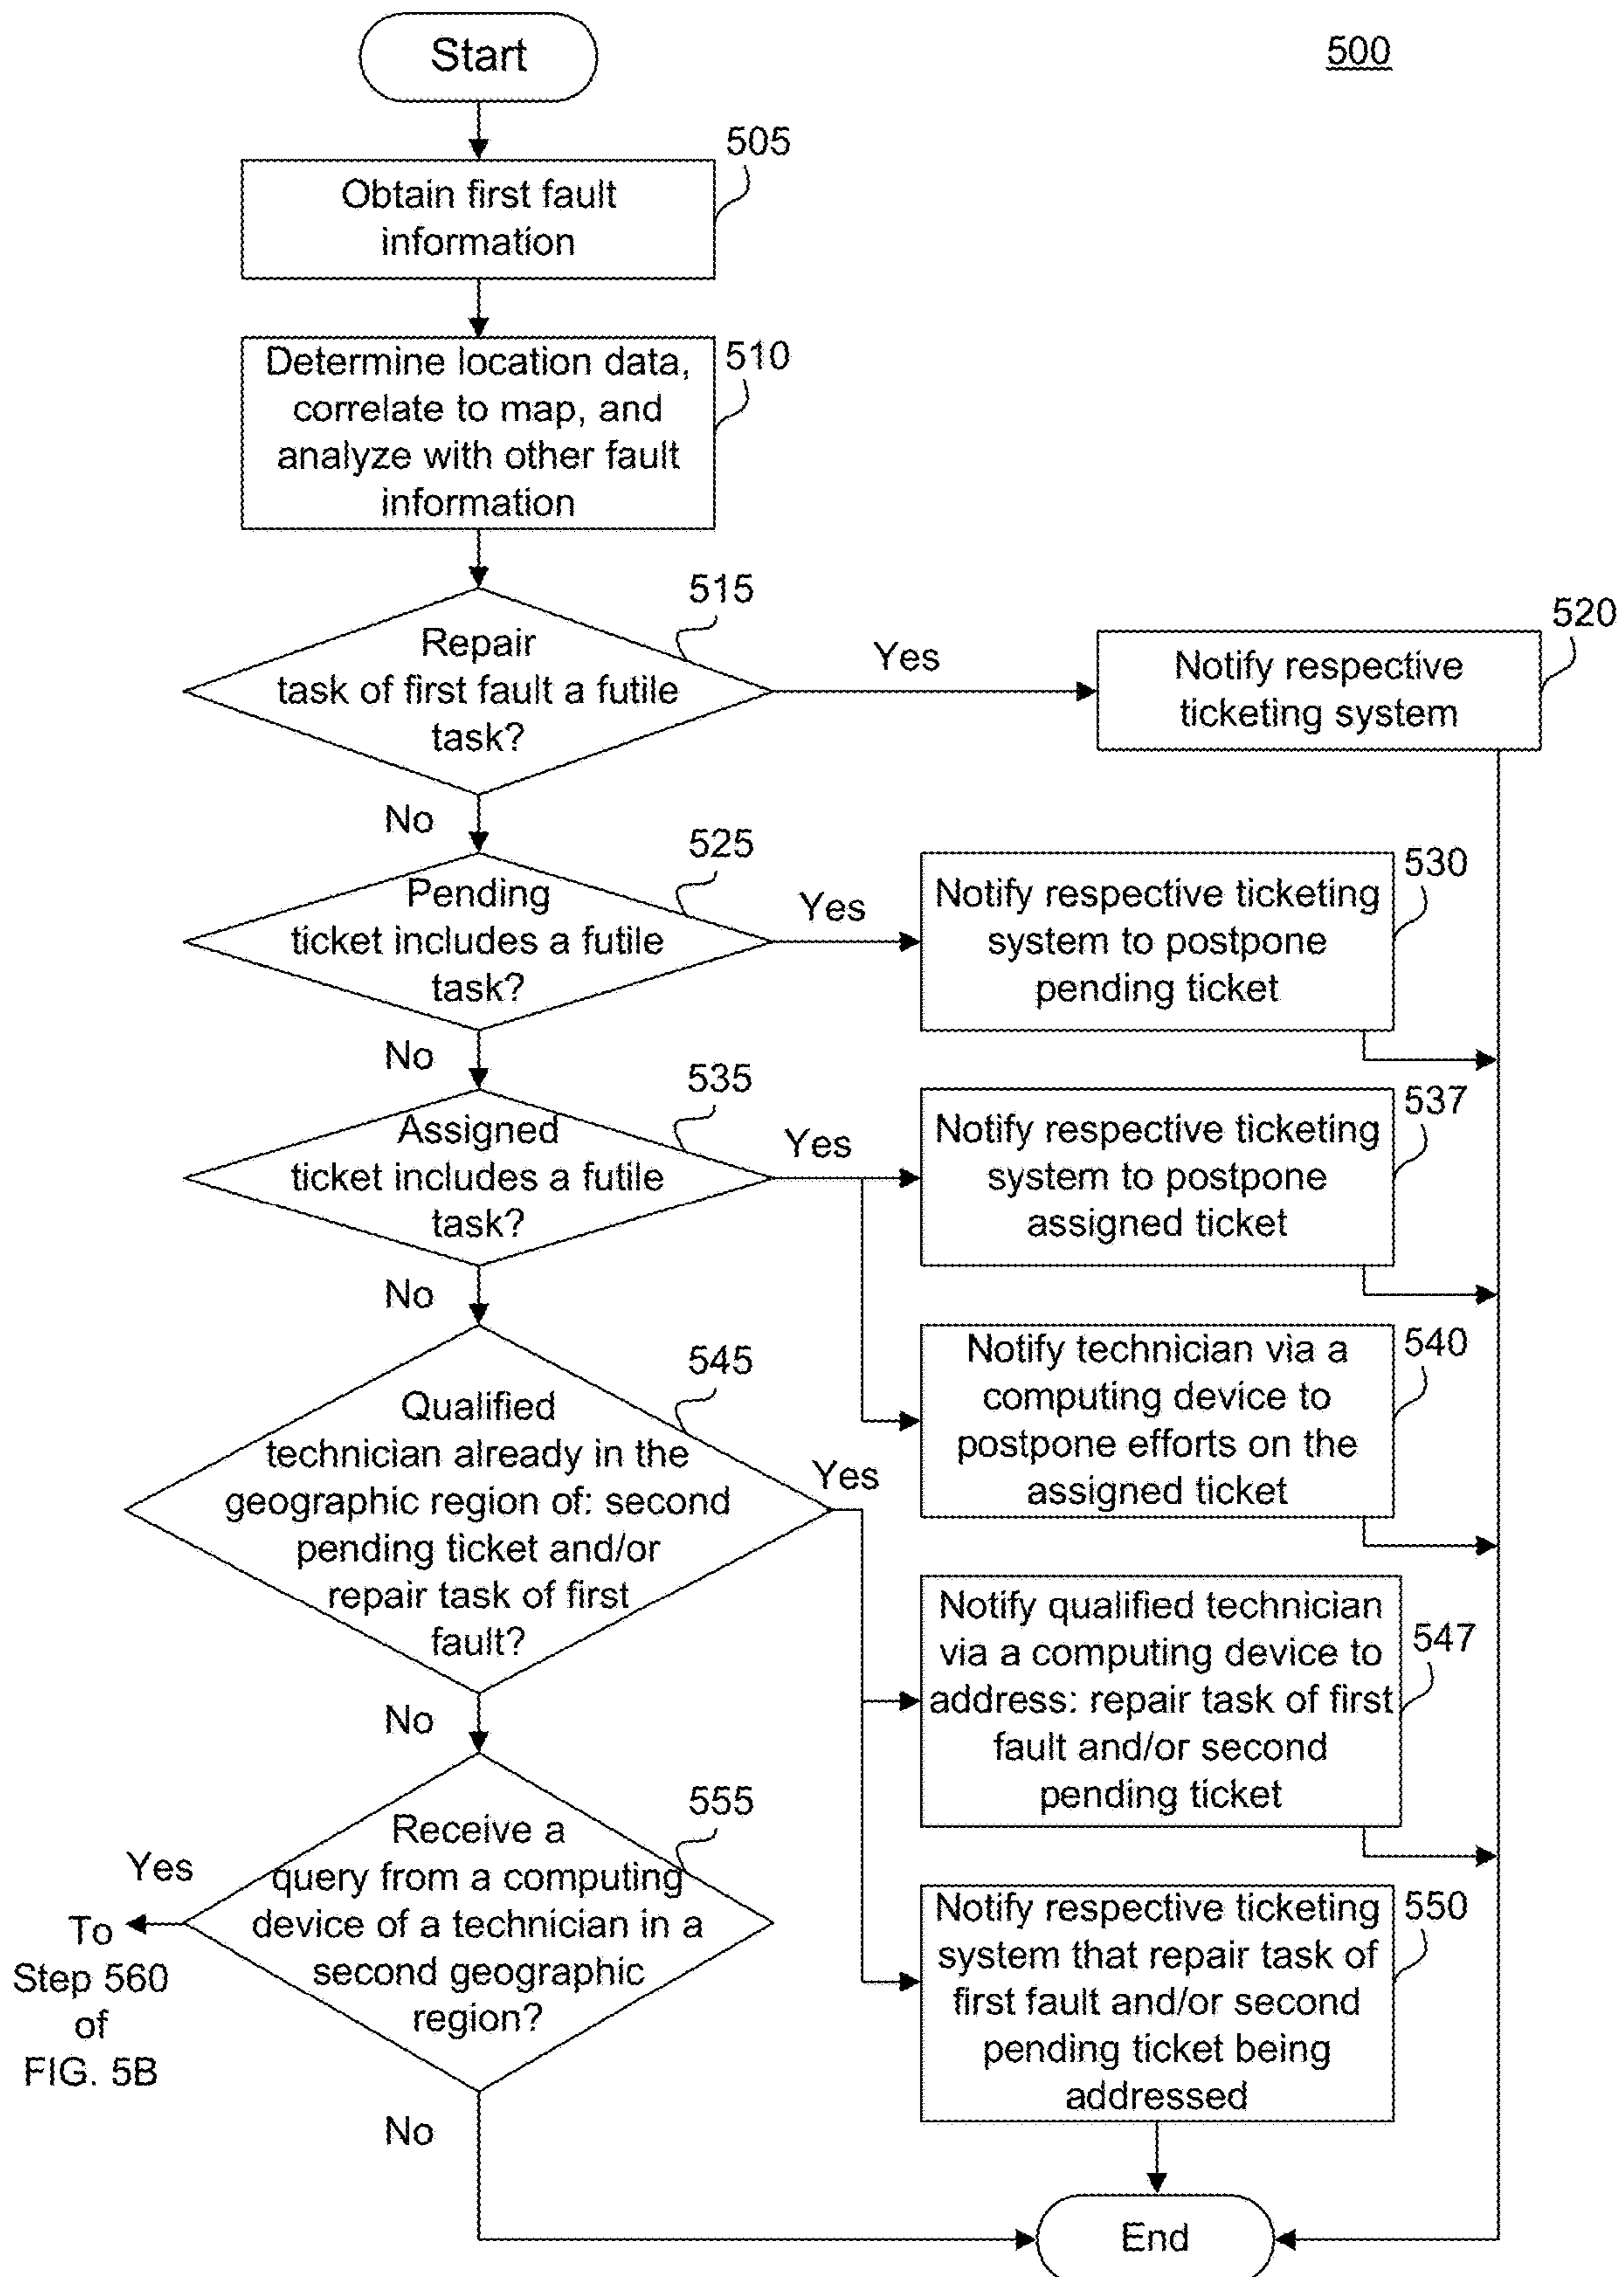 Start
500
505
Obtain first fault
information
510
Determine location data,
correlate to map, and
analyze with other fault
information
515
Repair
task of first fault a futile
task?
Yes
520
Notify respective
ticketing system
No
525
Pending
ticket includes a futile
task?
Yes
530
Notify respective ticketing
system to postpone
pending ticket
No
535
Assigned
ticket includes a futile
task?
Yes
537
Notify respective ticketing
system to postpone
assigned ticket
540
Notify technician via a
computing device to
postpone efforts on the
assigned ticket
No
545
Qualified
technician already in the
geographic region of: second
pending ticket and/or
repair task of first
fault?
Yes
547
Notify qualified technician
via a computing device to
address: repair task of first
fault and/or second
pending ticket
550
Notify respective ticketing
system that repair task of
first fault and/or second
pending ticket being
addressed
No
555
Receive a
query from a computing
device of a technician in a
second geographic
region?
Yes
To
Step 560
of
FIG. 5B
No
End